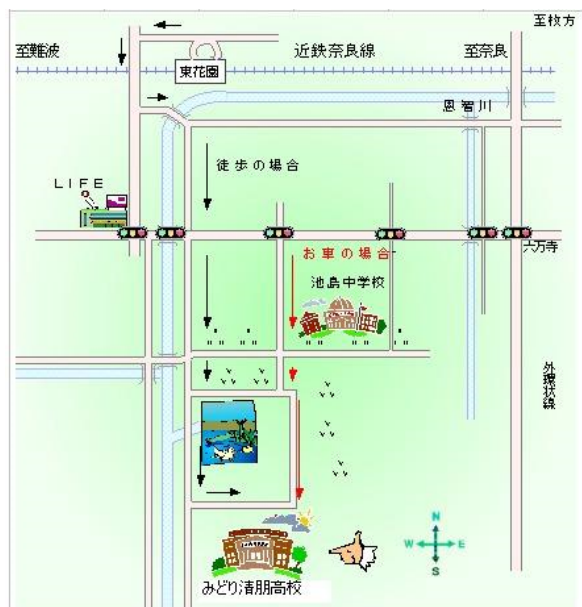 至枚方
至難波
近鉄奈良線
至奈良
東花園
恩智川
徒歩の場合
LIFE
六万寺
お車の場合
池島中学校
外環状線
N
W
E
S
みどり清朋高校